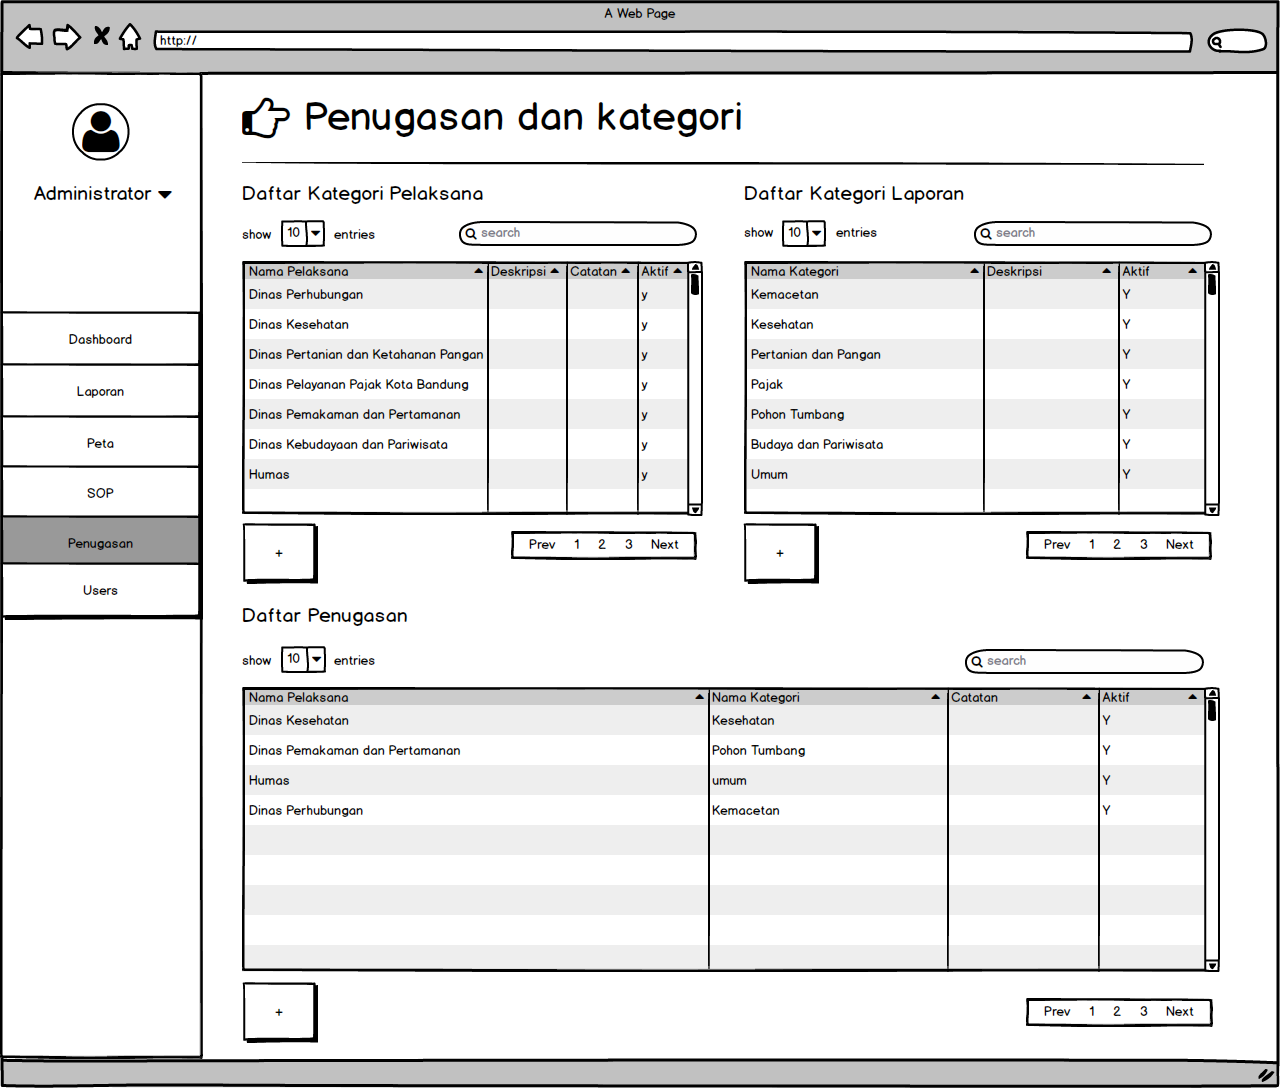 A Web Page
http://
Administrator
Dashboard
Laporan
Peta
SOP
Penugasan
Users
Penugasan dan kategori
Daftar Kategori Pelaksana
show 10 entries
search
Nama Pelaksana Deskripsi Catatan Aktif
Dinas Perhubungan y
Dinas Kesehatan y
Dinas Pertanian dan Ketahanan Pangan y
Dinas Pelayanan Pajak Kota Bandung y
Dinas Pemakaman dan Pertamanan y
Dinas Kebudayaan dan Pariwisata y
Humas y
+
Prev 1 2 3 Next
Daftar Kategori Laporan
show 10 entries
search
Nama Kategori Deskripsi Aktif
Kemacetan Y
Kesehatan Y
Pertanian dan Pangan Y
Pajak Y
Pohon Tumbang Y
Budaya dan Pariwisata Y
Umum Y
+
Prev 1 2 3 Next
Daftar Penugasan
show 10 entries
search
Nama Pelaksana Nama Kategori Catatan Aktif
Dinas Kesehatan Kesehatan Y
Dinas Pemakaman dan Pertamanan Pohon Tumbang Y
Humas umum Y
Dinas Perhubungan Kemacetan Y
+
Prev 1 2 3 Next